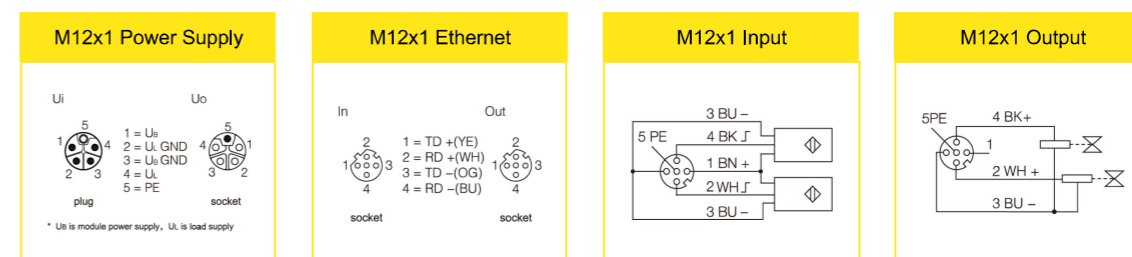 M12x1 Power Supply
Ui
Uo
5
1
4
2
3
1 = UB
2 = UL GND
3 = UB GND
4 = UL
5 = PE
5
4
1
3
2
plug
socket
* UB is module power supply, UL is load supply
M12x1 Ethernet
In
Out
2
1
3
4
1 = TD +(YE)
2 = RD +(WH)
3 = TD −(OG)
4 = RD −(BU)
2
1
3
4
socket
socket
M12x1 Input
3 BU −
5 PE
4 BK
1 BN +
2 WH
3 BU −
M12x1 Output
5PE
4 BK+
1
2 WH +
3 BU −